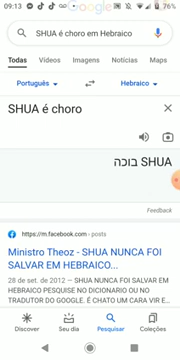 09:13
76%
Google
SHUA é choro em Hebraico
Todas Vídeos Imagens Notícias Maps
Português Hebraico
SHUA é choro
SHUA בוכה
Feedback
https://m.facebook.com › posts
Ministro Theoz - SHUA NUNCA FOI
SALVAR EM HEBRAICO...
28 de set. de 2012 — SHUA NUNCA FOI SALVAR EM
HEBRAICO PESQUISE NO DICIONARIO OU NO
TRADUTOR DO GOOGLE. É CHATO UM CARA VIR E...
Discover Seu dia Pesquisar Coleções